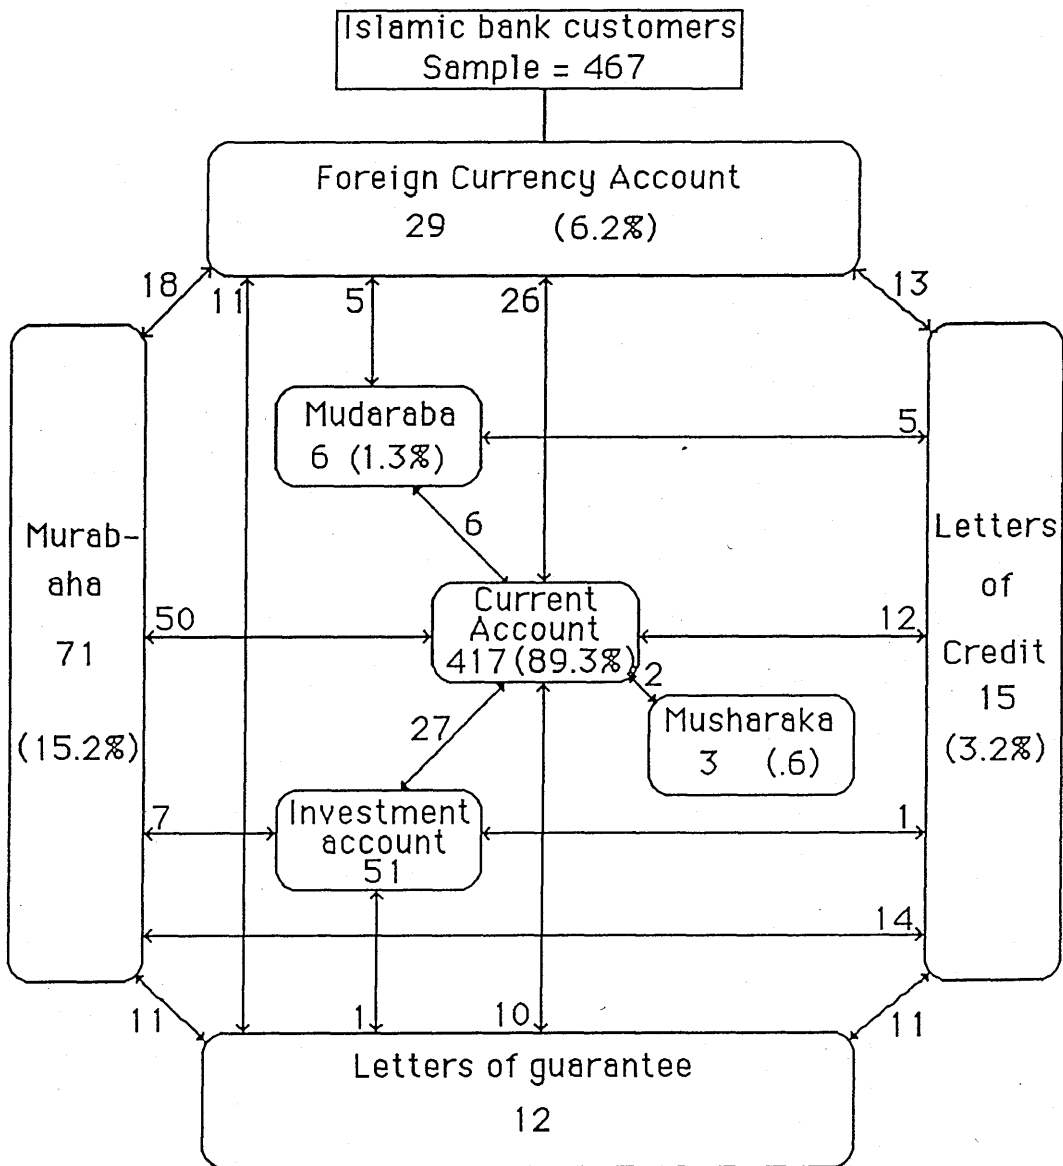 Islamic bank customers
Sample = 467
Foreign Currency Account
29 (6.2%)
18
11
5
26
13
Mudaraba
6 (1.3%)
5
6
Murab-
aha
71
(15.2%)
Letters
of
Credit
15
(3.2%)
50
Current
Account
417(89.3%)
12
2
Musharaka
3 (.6)
27
7
Investment
account
51
1
14
11
1
10
11
Letters of guarantee
12